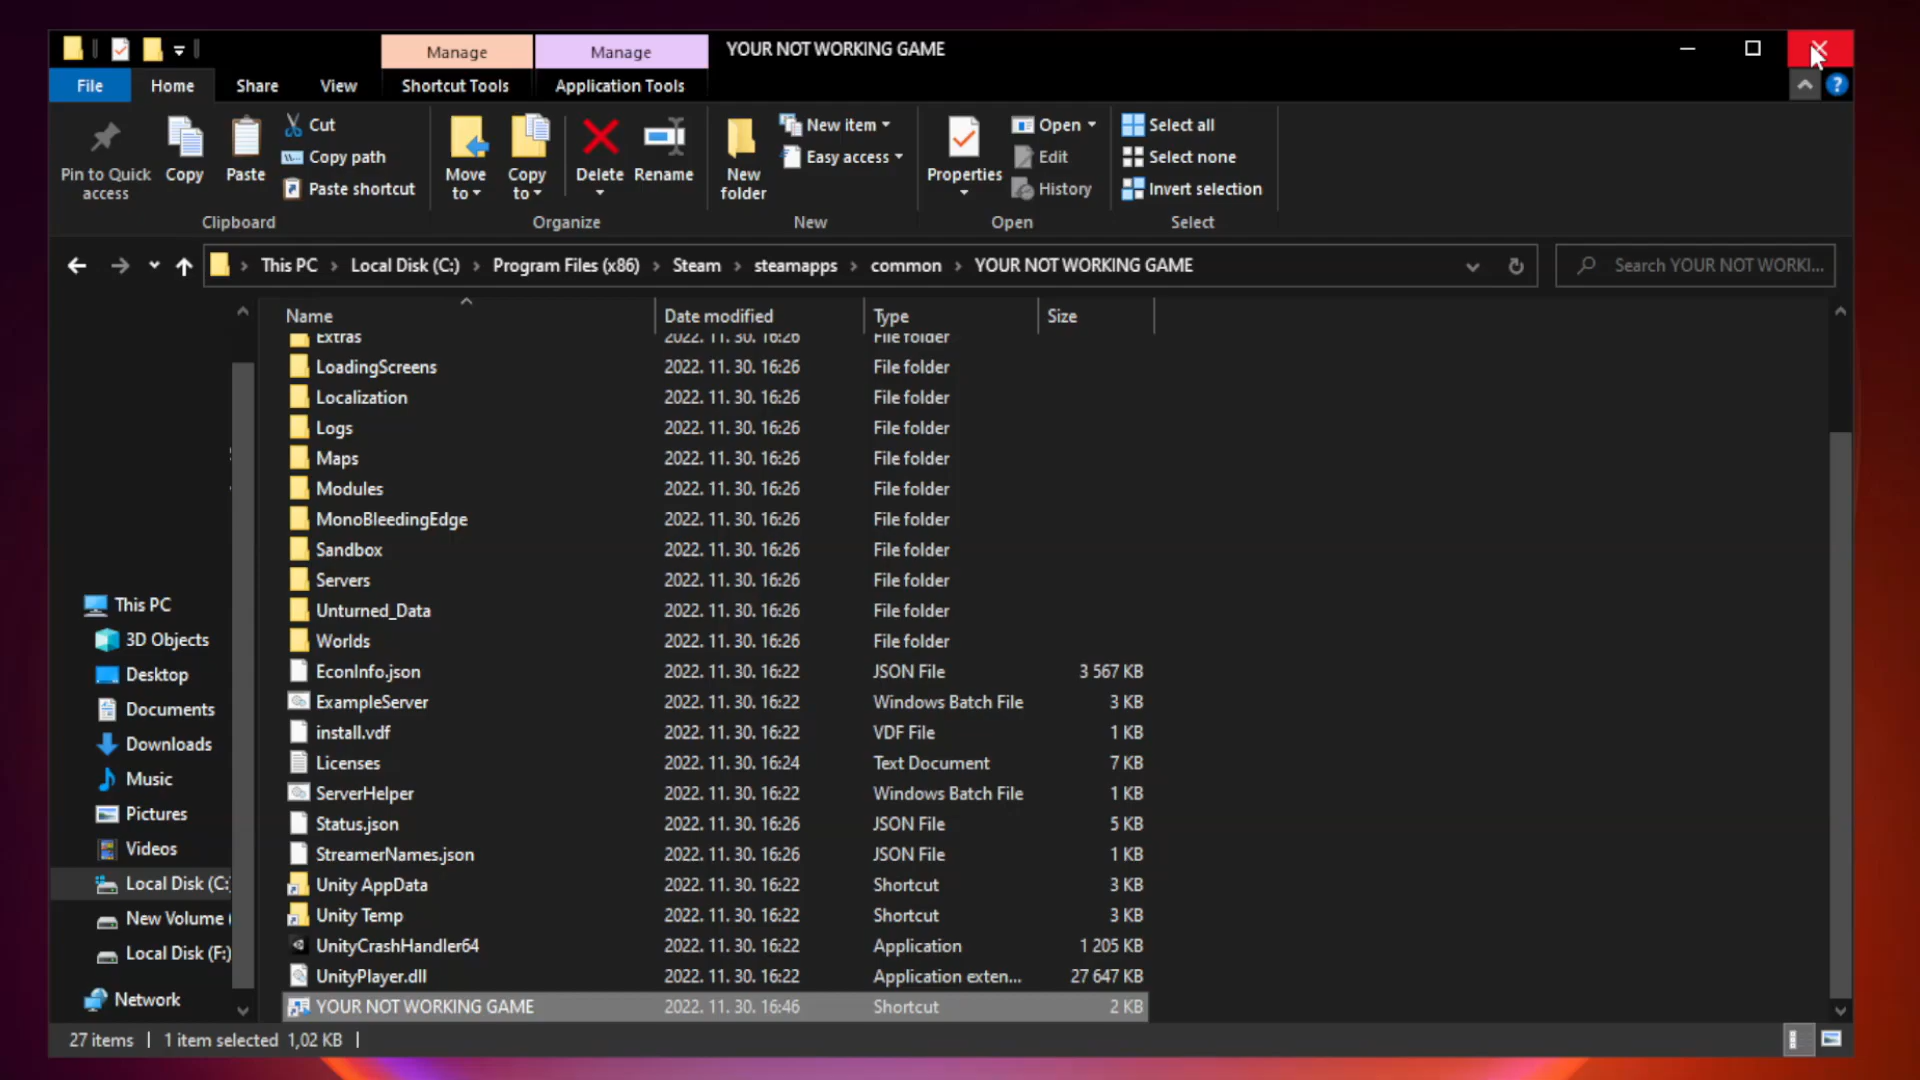 Manage Manage YOUR NOT WORKING GAME
File Home Share View Shortcut Tools Application Tools
Pin to Quick access Copy Paste Cut Copy path Paste shortcut Move to Copy to Delete Rename New folder New item Easy access Properties Open Edit History Select all Select none Invert selection
Clipboard Organize New Open Select
This PC Local Disk (C:) Program Files (x86) Steam steamapps common YOUR NOT WORKING GAME Search YOUR NOT WORKI...
Name Date modified Type Size
Extras 2022. 11. 30. 16:26 File folder
LoadingScreens 2022. 11. 30. 16:26 File folder
Localization 2022. 11. 30. 16:26 File folder
Logs 2022. 11. 30. 16:26 File folder
Maps 2022. 11. 30. 16:26 File folder
Modules 2022. 11. 30. 16:26 File folder
MonoBleedingEdge 2022. 11. 30. 16:26 File folder
Sandbox 2022. 11. 30. 16:26 File folder
Servers 2022. 11. 30. 16:26 File folder
Unturned_Data 2022. 11. 30. 16:26 File folder
Worlds 2022. 11. 30. 16:26 File folder
EconInfo.json 2022. 11. 30. 16:22 JSON File 3 567 KB
ExampleServer 2022. 11. 30. 16:22 Windows Batch File 3 KB
install.vdf 2022. 11. 30. 16:22 VDF File 1 KB
Licenses 2022. 11. 30. 16:24 Text Document 7 KB
ServerHelper 2022. 11. 30. 16:22 Windows Batch File 1 KB
Status.json 2022. 11. 30. 16:26 JSON File 5 KB
StreamerNames.json 2022. 11. 30. 16:26 JSON File 1 KB
Unity AppData 2022. 11. 30. 16:22 Shortcut 3 KB
Unity Temp 2022. 11. 30. 16:22 Shortcut 3 KB
UnityCrashHandler64 2022. 11. 30. 16:22 Application 1 205 KB
UnityPlayer.dll 2022. 11. 30. 16:22 Application exten... 27 647 KB
YOUR NOT WORKING GAME 2022. 11. 30. 16:46 Shortcut 2 KB
This PC
3D Objects
Desktop
Documents
Downloads
Music
Pictures
Videos
Local Disk (C:)
New Volume (
Local Disk (F:)
Network
27 items 1 item selected 1,02 KB